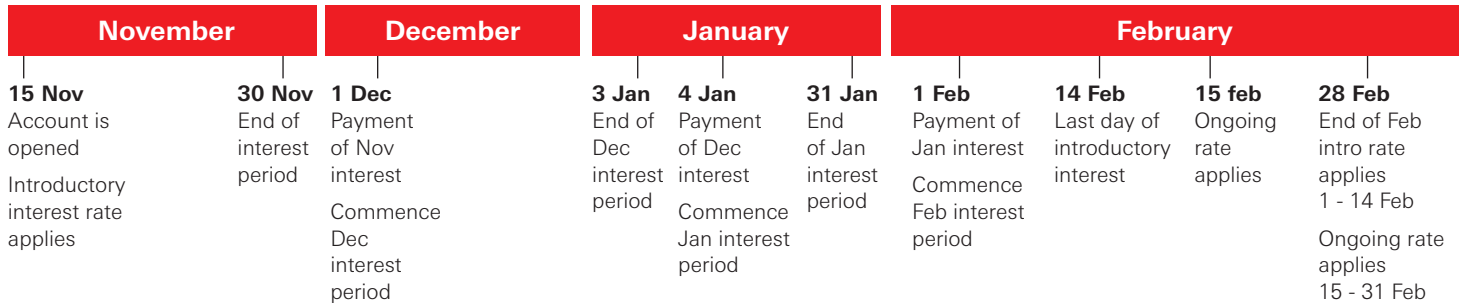 November
December
January
February
15 Nov
Account is
opened
Introductory
interest rate
applies
30 Nov
End of
interest
period
1 Dec
Payment
of Nov
interest
Commence
Dec
interest
period
3 Jan
End of
Dec
interest
period
4 Jan
Payment
of Dec
interest
Commence
Jan interest
period
31 Jan
End
of Jan
interest
period
1 Feb
Payment of
Jan interest
Commence
Feb interest
period
14 Feb
Last day of
introductory
interest
15 feb
Ongoing
rate
applies
28 Feb
End of Feb
intro rate
applies
1 - 14 Feb
Ongoing rate
applies
15 - 31 Feb